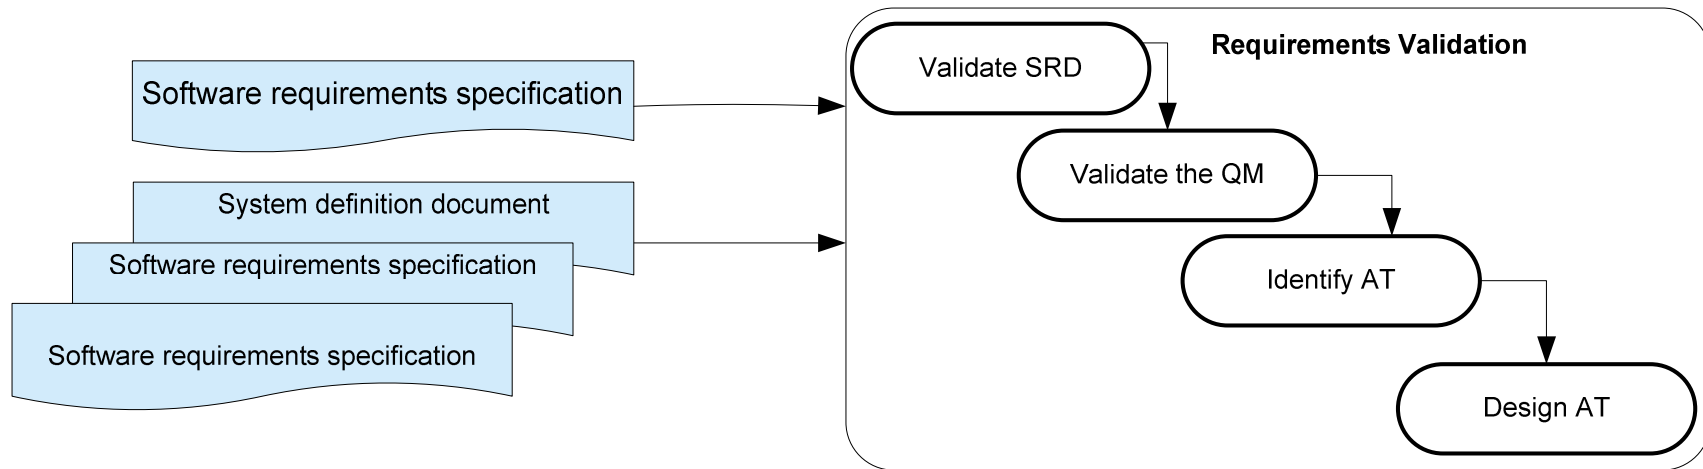 Requirements Validation
Validate SRD
Software requirements specification
Validate the QM
System definition document
Software requirements specification
Identify AT
Software requirements specification
Design AT